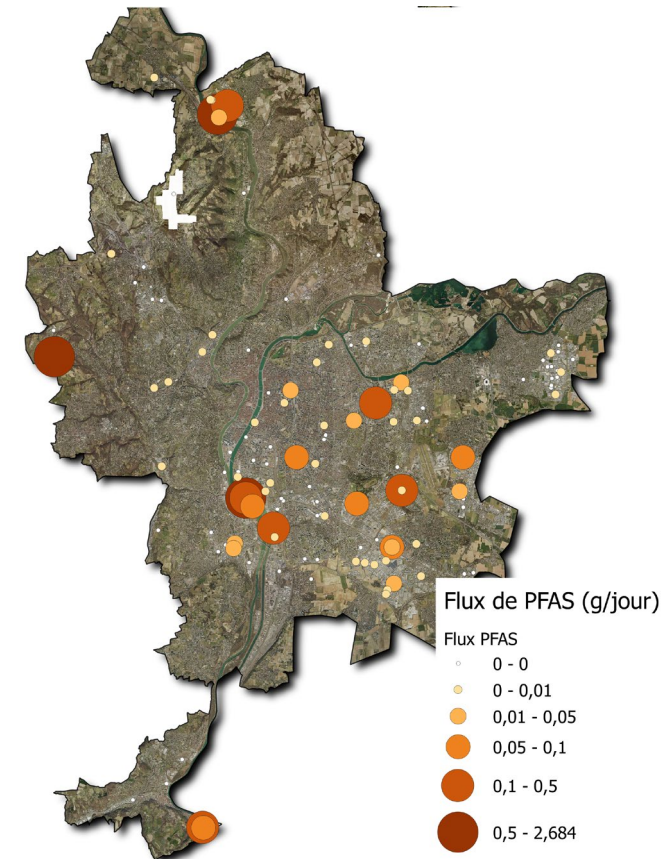 Flux de PFAS (g/jour)
Flux PFAS
0 - 0
0 - 0,01
0,01 - 0,05
0,05 - 0,1
0,1 - 0,5
0,5 - 2,684